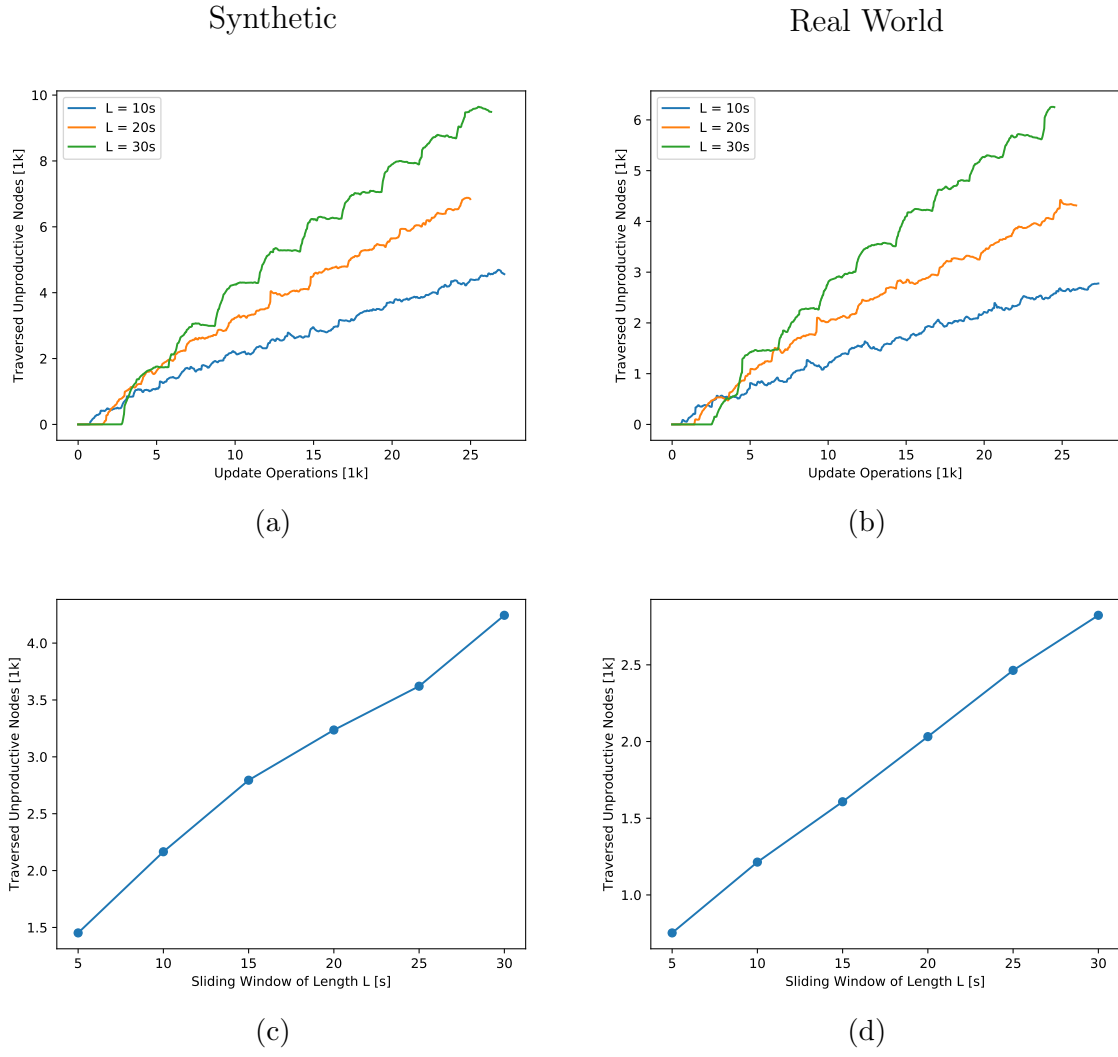 Synthetic
Real World
Traversed Unproductive Nodes [1k]
10
8
6
4
2
0
L = 10s
L = 20s
L = 30s
0 5 10 15 20 25
Update Operations [1k]
(a)
Traversed Unproductive Nodes [1k]
6
5
4
3
2
1
0
L = 10s
L = 20s
L = 30s
0 5 10 15 20 25
Update Operations [1k]
(b)
Traversed Unproductive Nodes [1k]
4.0
3.5
3.0
2.5
2.0
1.5
5 10 15 20 25 30
Sliding Window of Length L [s]
(c)
Traversed Unproductive Nodes [1k]
2.5
2.0
1.5
1.0
5 10 15 20 25 30
Sliding Window of Length L [s]
(d)